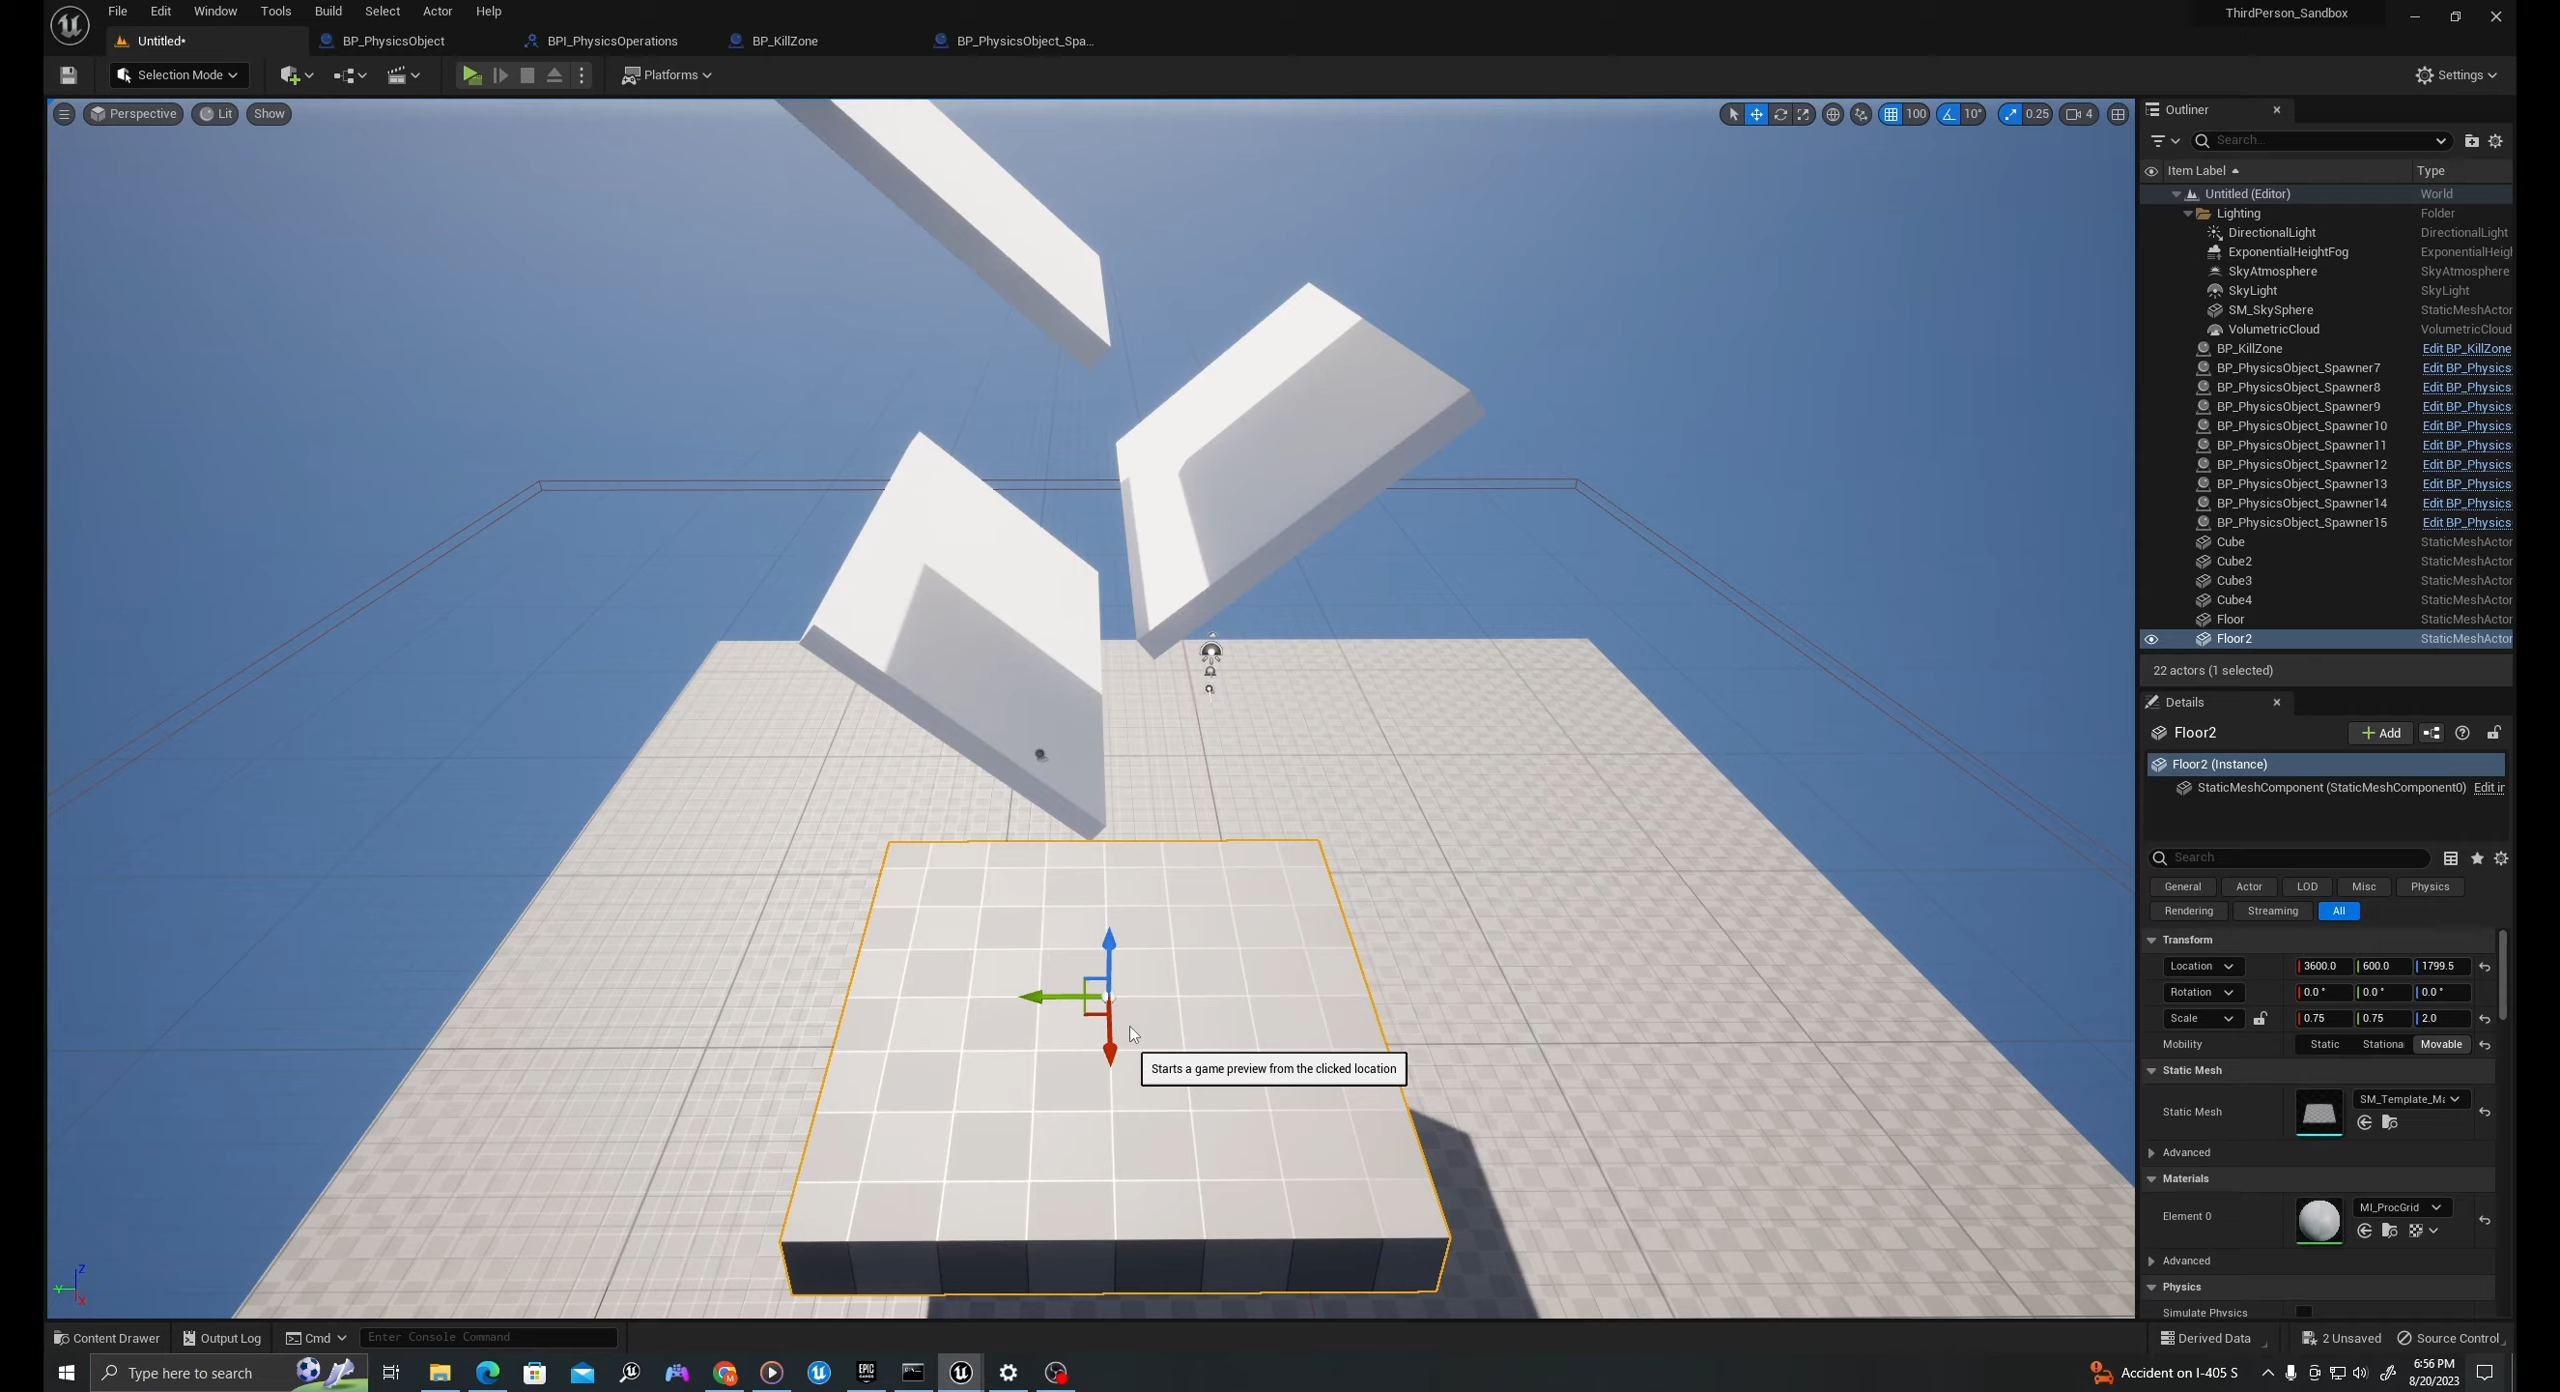 File Edit Window Tools Build Select Actor Help
ThirdPerson_Sandbox
Untitled* BP_PhysicsObject BPI_PhysicsOperations BP_KillZone BP_PhysicsObject_Spa...
Selection Mode Platforms Settings
Perspective Lit Show 100 10° 0.25 4
Outliner
Search...
Item Label Type
Untitled (Editor) World
Lighting Folder
DirectionalLight DirectionalLight
ExponentialHeightFog ExponentialHeigh
SkyAtmosphere SkyAtmosphere
SkyLight SkyLight
SM_SkySphere StaticMeshActor
VolumetricCloud VolumetricCloud
BP_KillZone Edit BP_KillZone
BP_PhysicsObject_Spawner7 Edit BP_Physics
BP_PhysicsObject_Spawner8 Edit BP_Physics
BP_PhysicsObject_Spawner9 Edit BP_Physics
BP_PhysicsObject_Spawner10 Edit BP_Physics
BP_PhysicsObject_Spawner11 Edit BP_Physics
BP_PhysicsObject_Spawner12 Edit BP_Physics
BP_PhysicsObject_Spawner13 Edit BP_Physics
BP_PhysicsObject_Spawner14 Edit BP_Physics
BP_PhysicsObject_Spawner15 Edit BP_Physics
Cube StaticMeshActor
Cube2 StaticMeshActor
Cube3 StaticMeshActor
Cube4 StaticMeshActor
Floor StaticMeshActor
Floor2 StaticMeshActor
22 actors (1 selected)
Details
Floor2 Add
Floor2 (Instance)
StaticMeshComponent (StaticMeshComponent0) Edit ir
Search
General Actor LOD Misc Physics
Rendering Streaming All
Transform
Location 3600.0 600.0 1799.5
Rotation 0.0° 0.0° 0.0°
Scale 0.75 0.75 2.0
Mobility Static Stationa Movable
Static Mesh
Static Mesh SM_Template_Ma
Advanced
Materials
Element 0 MI_ProcGrid
Advanced
Physics
Simulate Physics
Starts a game preview from the clicked location
Z
Y
X
Content Drawer Output Log Cmd Enter Console Command Derived Data 2 Unsaved Source Control
Type here to search EPIC GAMES Accident on I-405 S 6:56 PM
8/20/2023